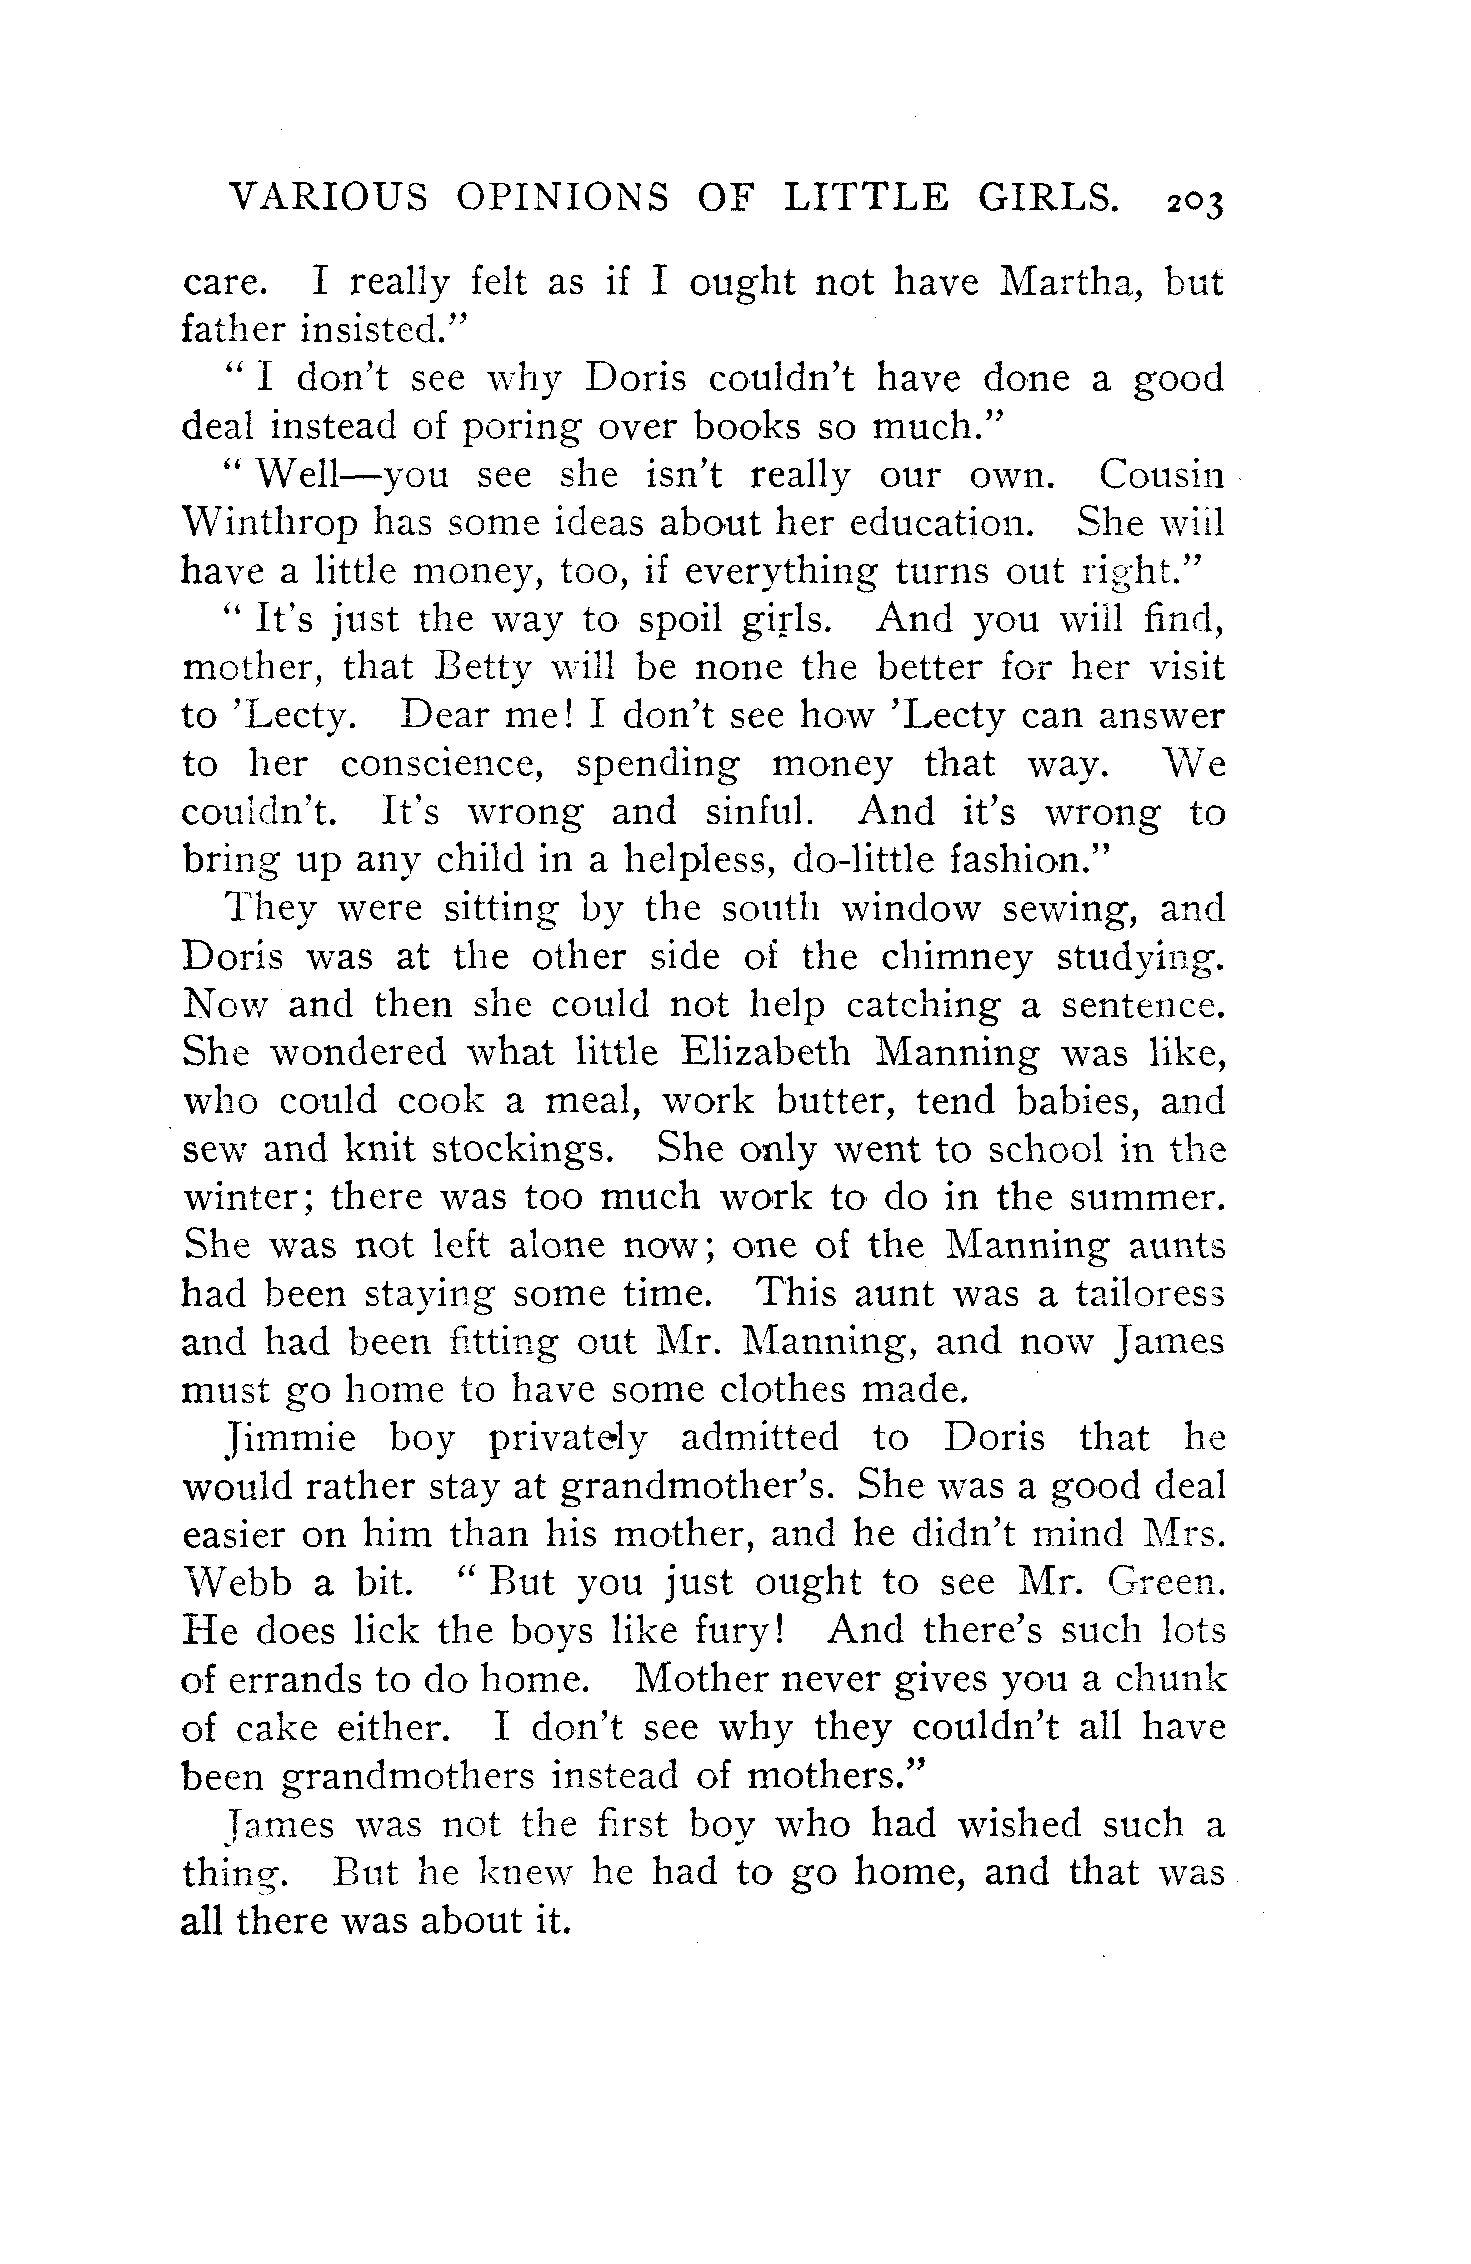 VARIOUS OPINIONS OF LITTLE GIRLS. 203
care. I really felt as if I ought not have Martha, but
father insisted.”
“ I don’t see why Doris couldn’t have done a good
deal instead of poring over books so much.”
“ Well—you see she isn’t really our own. Cousin
Winthrop has some ideas about her education. She will
have a little money, too, if everything turns out right.”
“ It’s just the way to spoil girls. And you will find,
mother, that Betty will be none the better for her visit
to ’Lecty. Dear me! I don’t see how ’Lecty can answer
to her conscience, spending money that way. We
couldn’t. It’s wrong and sinful. And it’s wrong to
bring up any child in a helpless, do-little fashion.”
They were sitting by the south window sewing, and
Doris was at the other side of the chimney studying.
Now and then she could not help catching a sentence.
She wondered what little Elizabeth Manning was like,
who could cook a meal, work butter, tend babies, and
sew and knit stockings. She only went to school in the
winter; there was too much work to do in the summer.
She was not left alone now; one of the Manning aunts
had been staying some time. This aunt was a tailoress
and had been fitting out Mr. Manning, and now James
must go home to have some clothes made.
Jimmie boy privately admitted to Doris that he
would rather stay at grandmother’s. She was a good deal
easier on him than his mother, and he didn’t mind Mrs.
Webb a bit. “ But you just ought to see Mr. Green.
He does lick the boys like fury! And there’s such lots
of errands to do home. Mother never gives you a chunk
of cake either. I don’t see why they couldn’t all have
been grandmothers instead of mothers.”
James was not the first boy who had wished such a
thing. But he knew he had to go home, and that was
all there was about it.